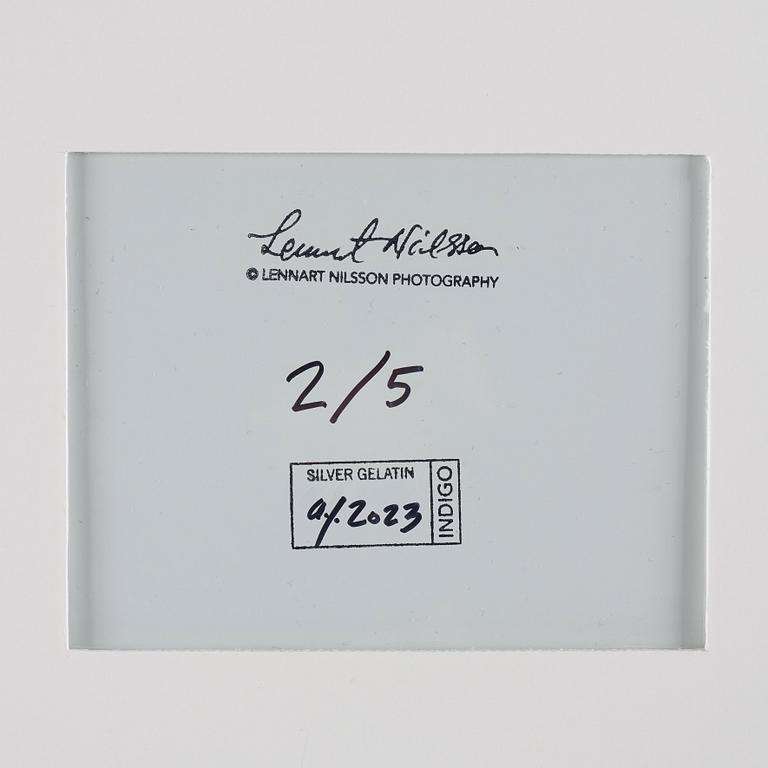 Lennart Nilsson
© LENNART NILSSON PHOTOGRAPHY
2/5
SILVER GELATIN
2023
INDIGO